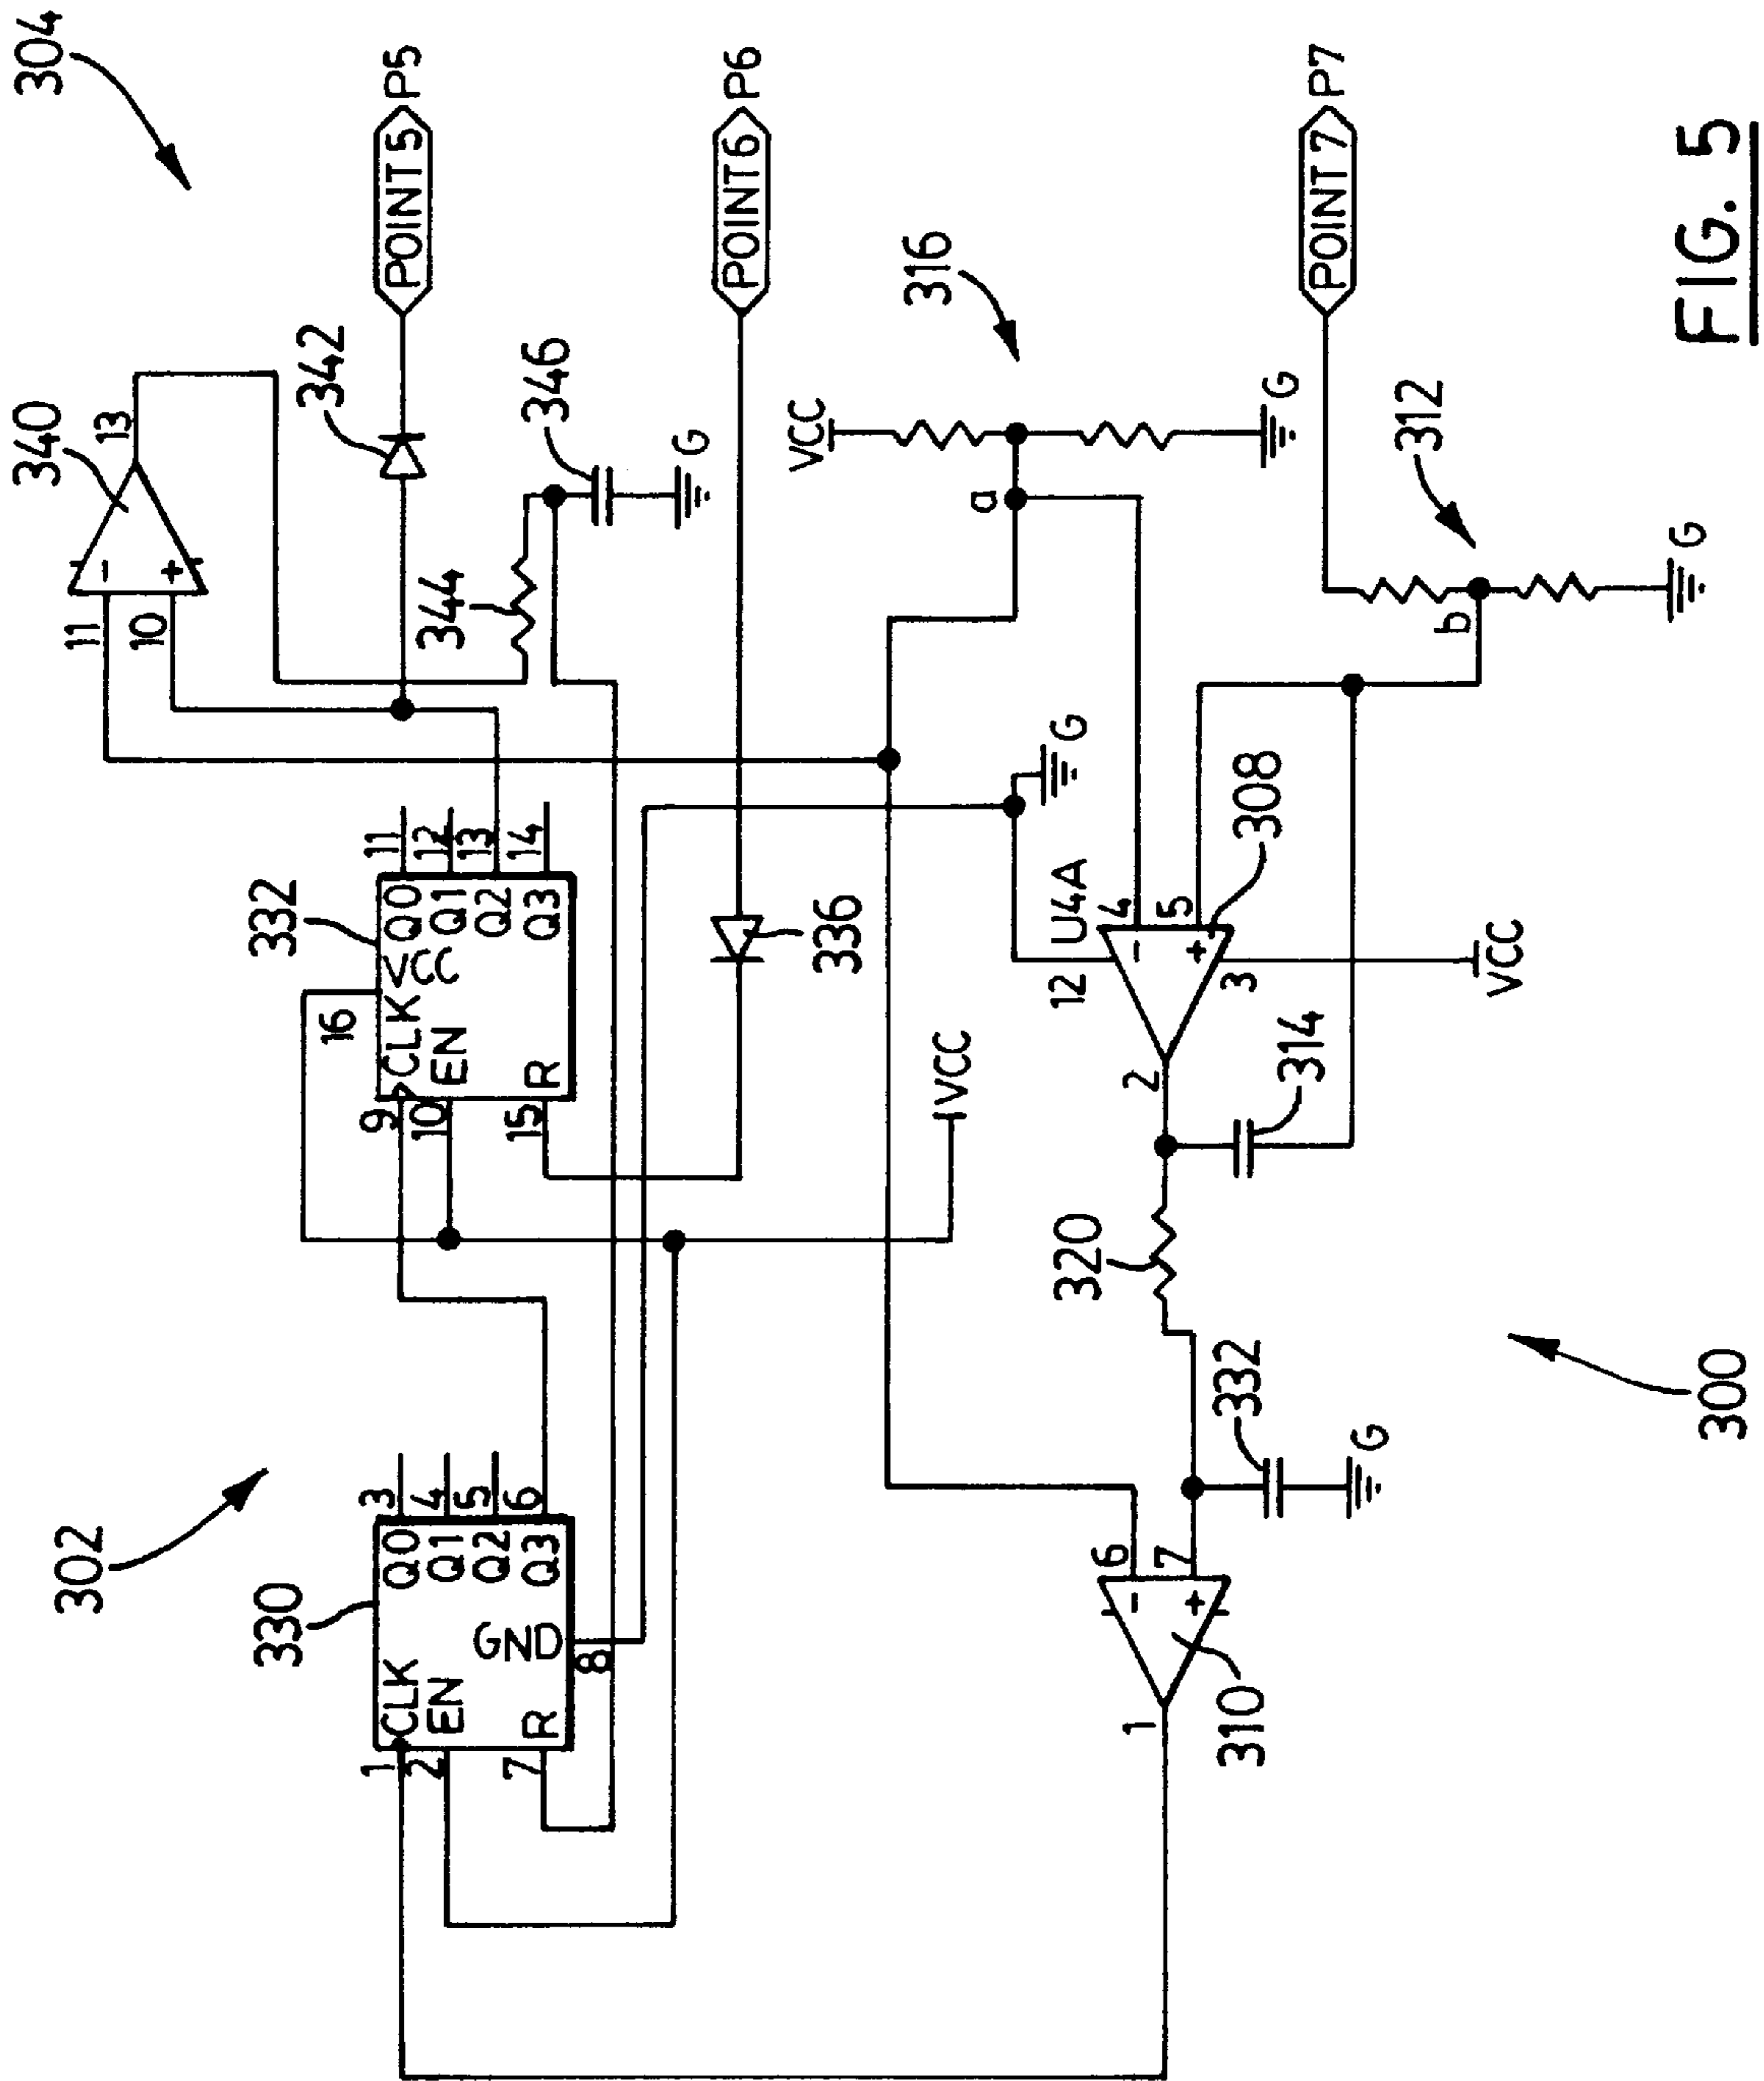 302
304
330
1
CLK
2
EN
7
R
GND
8
Q0
3
Q1
4
Q2
5
Q3
6
332
16
VCC
9
CLK
10
EN
15
R
Q0
11
Q1
12
Q2
13
Q3
14
11
10
-
+
340
13
342
POINT 5
P5
344
346
G
336
POINT 6
P6
VCC
316
VCC
a
G
G
U4A
12
4
-
5
+
3
2
308
VCC
314
320
332
G
6
-
7
+
1
310
POINT 7
P7
312
b
G
300
FIG. 5